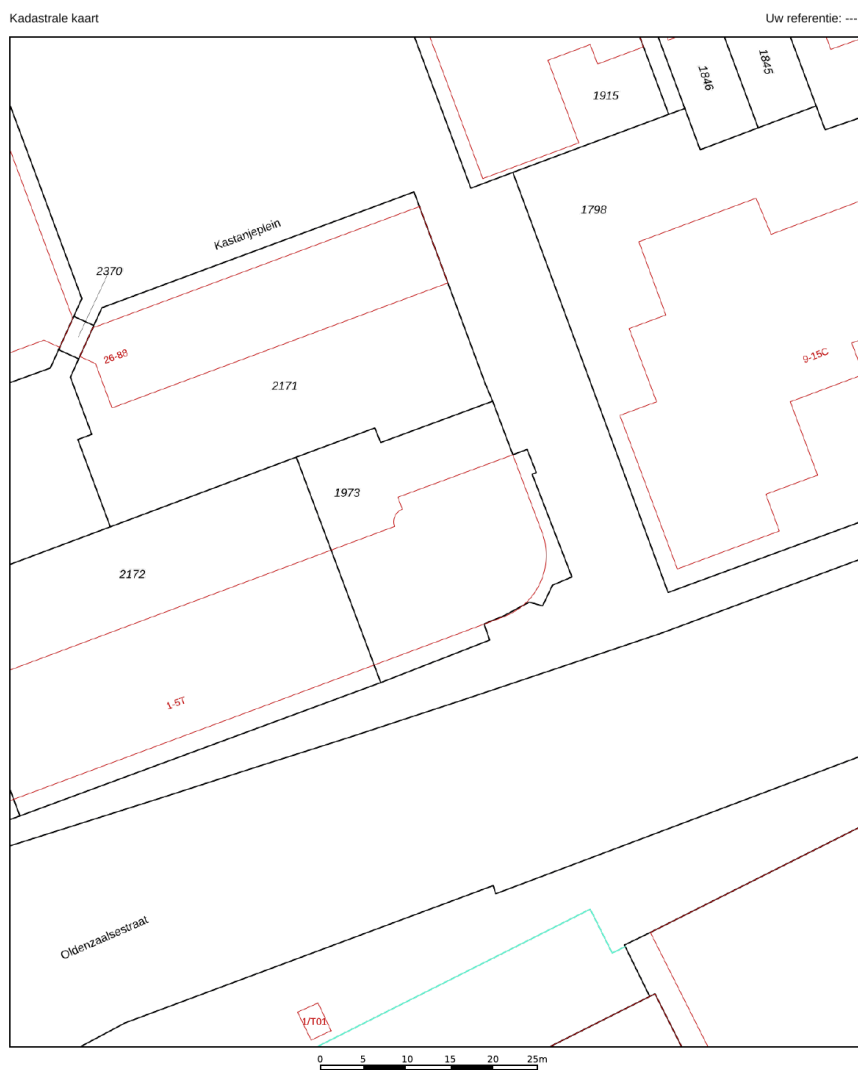 Kadastrale kaart
Uw referentie: ---
1845
1846
1915
1798
Kastanjeplein
2370
26-88
9-15C
2171
1973
2172
1-5T
Oldenzaalsestraat
1/T01
0 5 10 15 20 25m